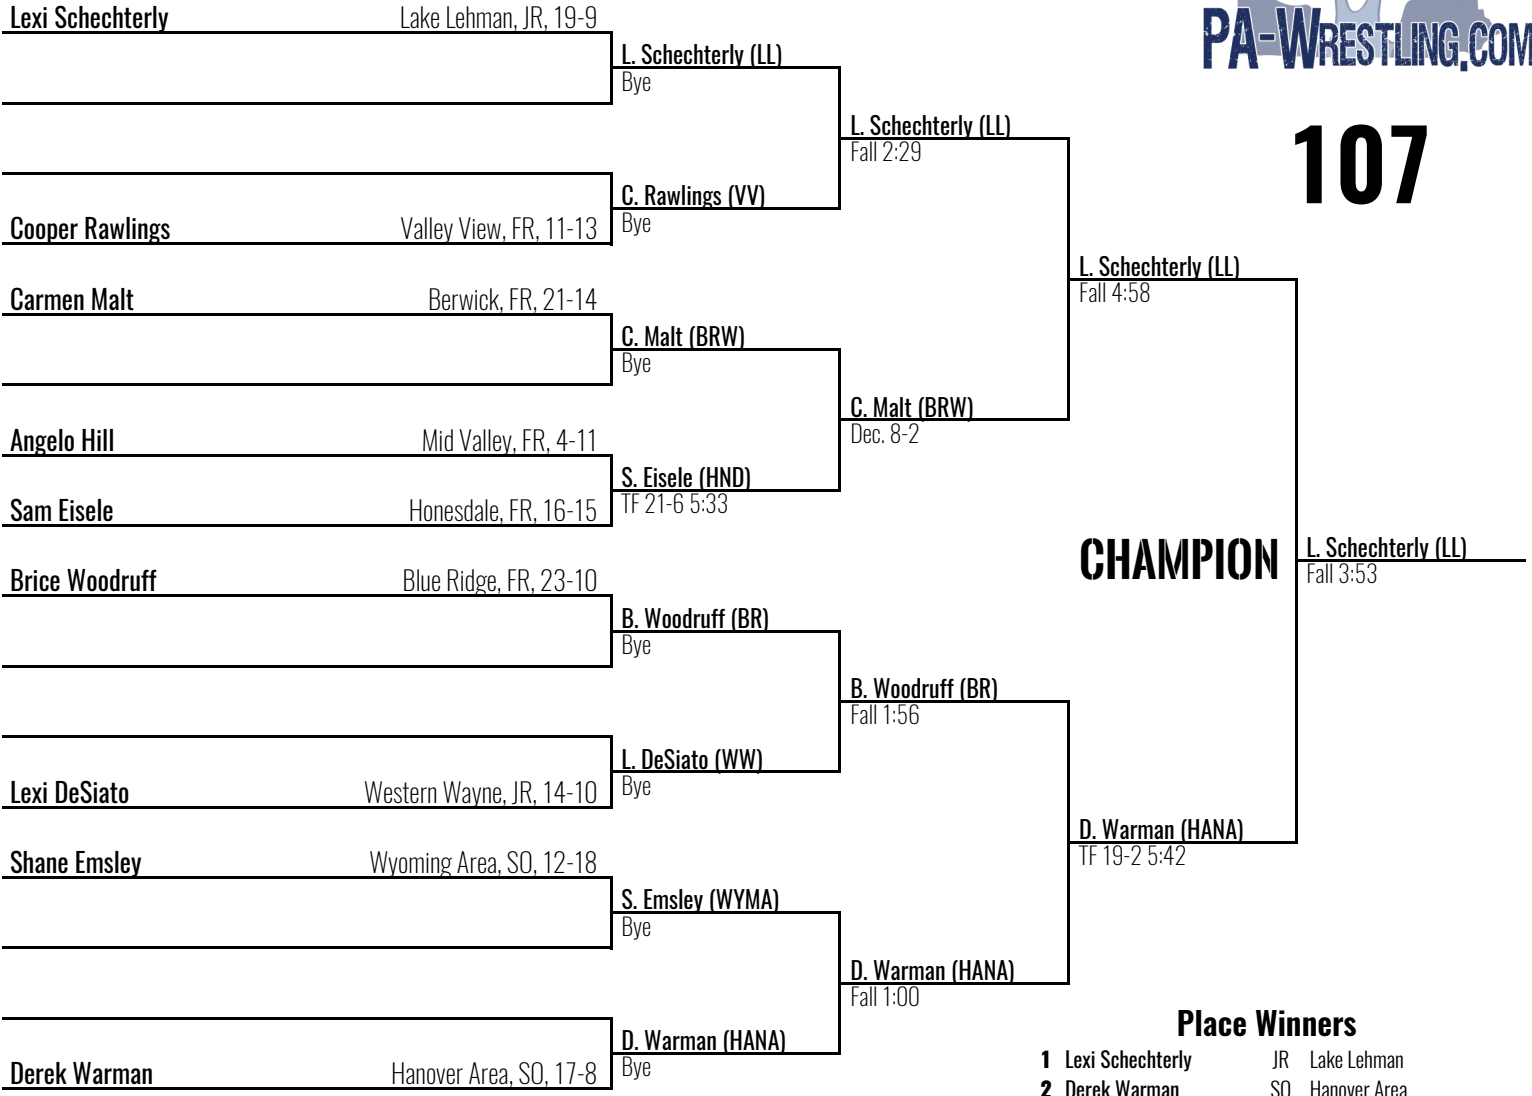 Lexi Schechterly Lake Lehman, JR, 19-9
L. Schechterly (LL)
Bye
PA-WRESTLING.COM
107
L. Schechterly (LL)
Fall 2:29
C. Rawlings (VV)
Bye
Cooper Rawlings Valley View, FR, 11-13
L. Schechterly (LL)
Fall 4:58
Carmen Malt Berwick, FR, 21-14
C. Malt (BRW)
Bye
C. Malt (BRW)
Dec. 8-2
Angelo Hill Mid Valley, FR, 4-11
S. Eisele (HND)
TF 21-6 5:33
Sam Eisele Honesdale, FR, 16-15
CHAMPION
L. Schechterly (LL)
Fall 3:53
Brice Woodruff Blue Ridge, FR, 23-10
B. Woodruff (BR)
Bye
B. Woodruff (BR)
Fall 1:56
L. DeSiato (WW)
Bye
Lexi DeSiato Western Wayne, JR, 14-10
D. Warman (HANA)
TF 19-2 5:42
Shane Emsley Wyoming Area, SO, 12-18
S. Emsley (WYMA)
Bye
D. Warman (HANA)
Fall 1:00
D. Warman (HANA)
Bye
Derek Warman Hanover Area, SO, 17-8
Place Winners
1 Lexi Schechterly JR Lake Lehman
2 Derek Warman SO Hanover Area